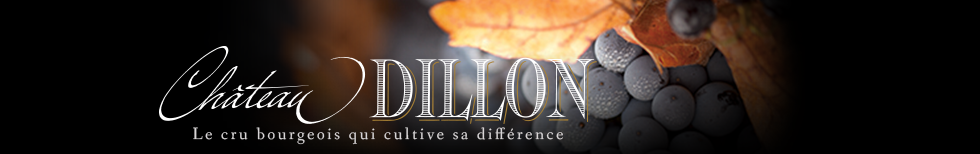 Château DILLON
Le cru bourgeois qui cultive sa différence